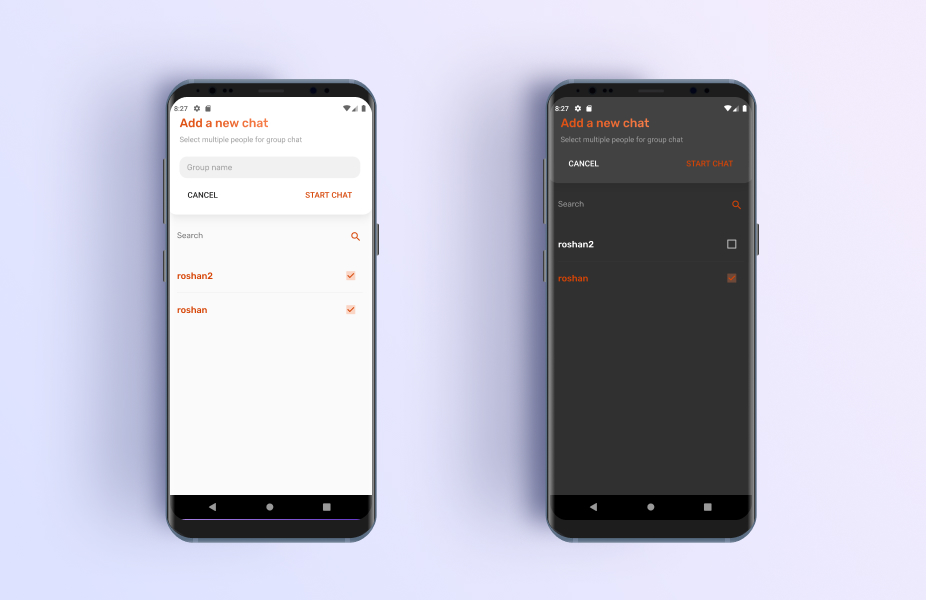 8:27
Add a new chat
Select multiple people for group chat
Group name
CANCEL START CHAT
Search
roshan2
roshan
8:27
Add a new chat
Select multiple people for group chat
CANCEL START CHAT
Search
roshan2
roshan